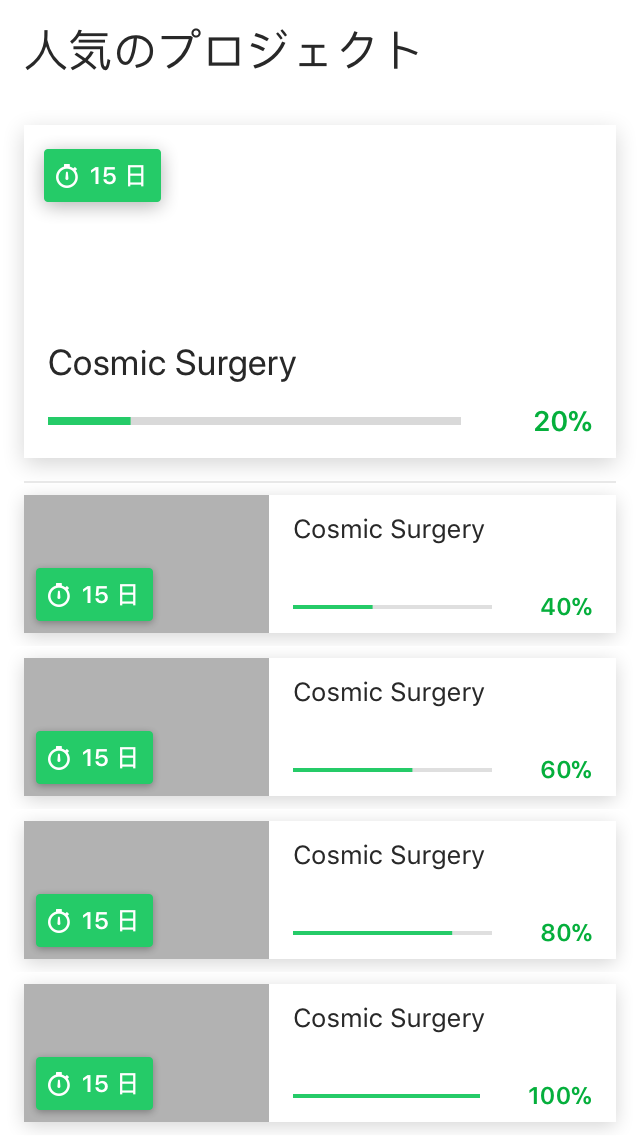 人気のプロジェクト
15 日
Cosmic Surgery
20%
Cosmic Surgery
15 日
40%
Cosmic Surgery
15 日
60%
Cosmic Surgery
15 日
80%
Cosmic Surgery
15 日
100%